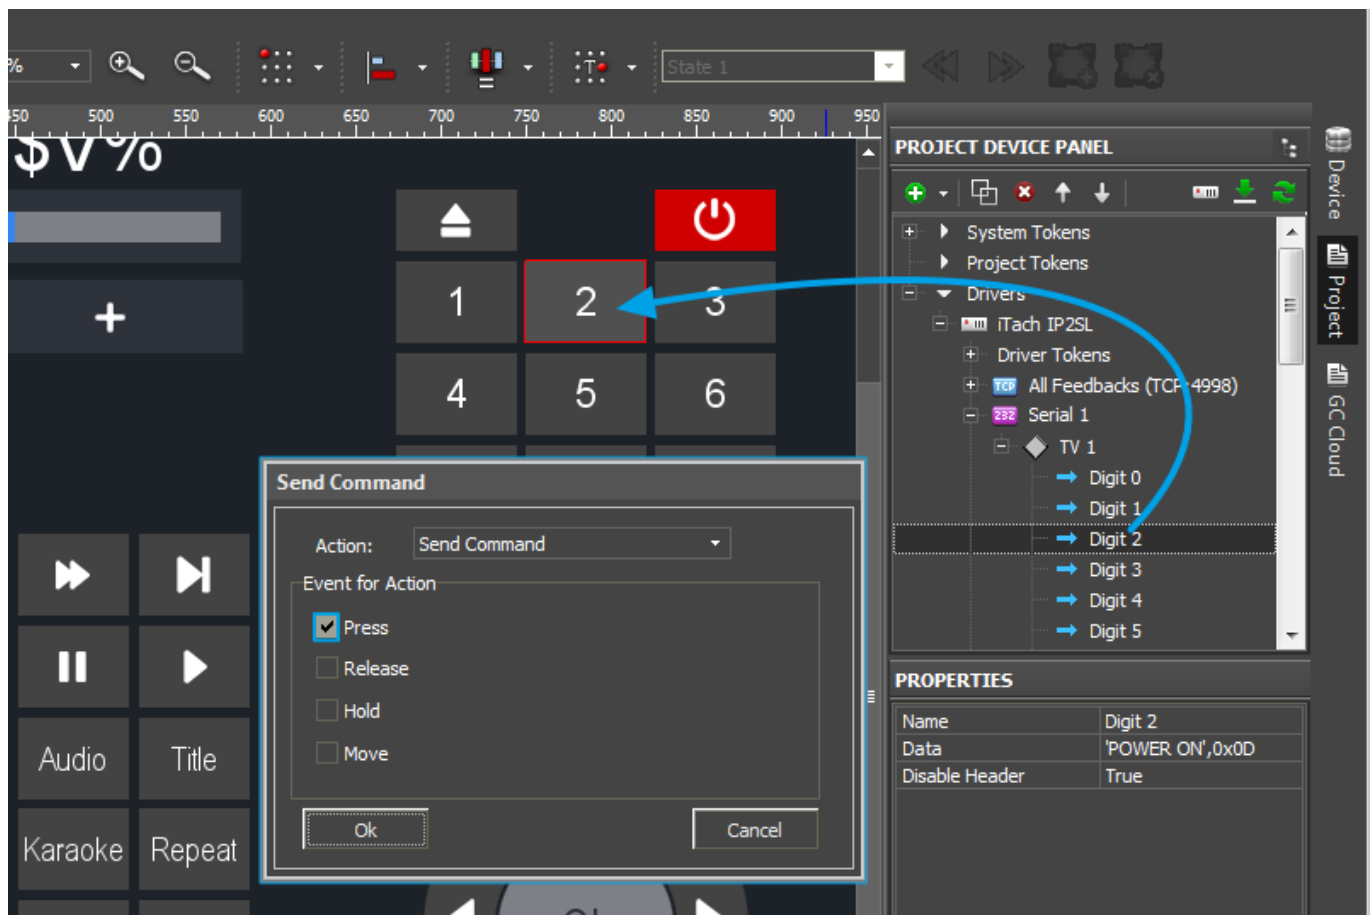 %
State 1
450 500 550 600 650 700 750 800 850 900 950
$V%
PROJECT DEVICE PANEL
Device
Project
GC Cloud
System Tokens
Project Tokens
Drivers
iTach IP2SL
Driver Tokens
TCP All Feedbacks (TCP:4998)
232 Serial 1
TV 1
Digit 0
Digit 1
Digit 2
Digit 3
Digit 4
Digit 5
1 2 3
4 5 6
Send Command
Action: Send Command
Event for Action
Press
Release
Hold
Move
Ok Cancel
Audio Title
Karaoke Repeat
PROPERTIES
Name Digit 2
Data 'POWER ON',0x0D
Disable Header True